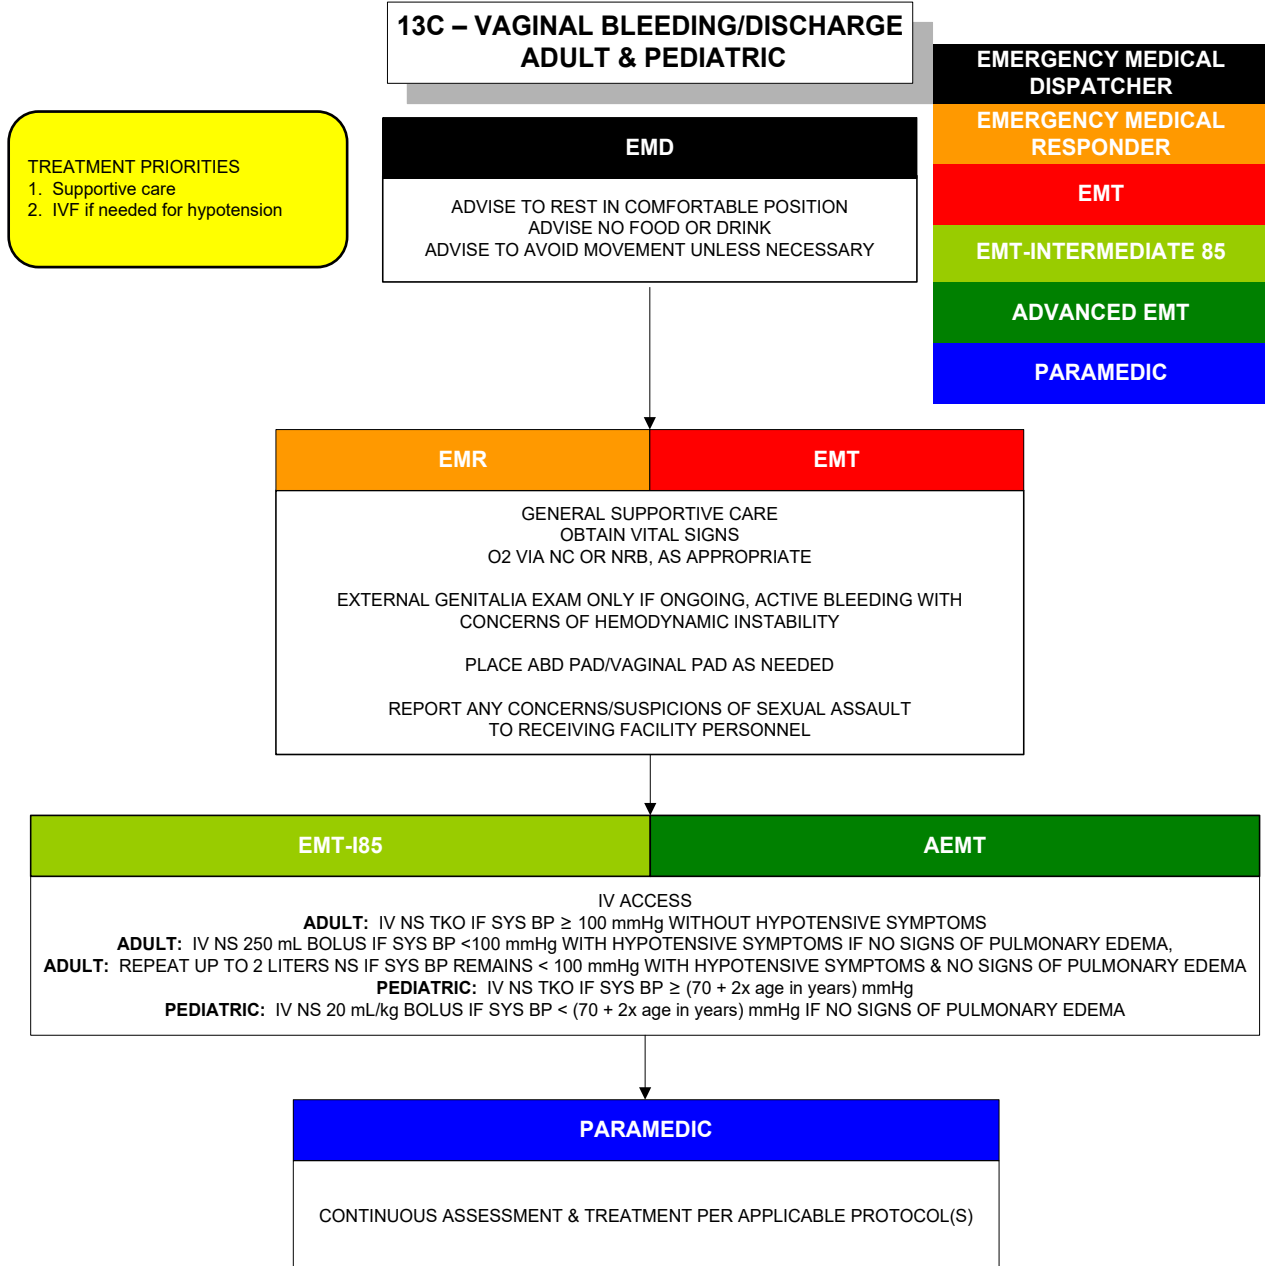 13C – VAGINAL BLEEDING/DISCHARGE
ADULT & PEDIATRIC
EMERGENCY MEDICAL
DISPATCHER
EMERGENCY MEDICAL
RESPONDER
EMT
EMT-INTERMEDIATE 85
ADVANCED EMT
PARAMEDIC
TREATMENT PRIORITIES
1. Supportive care
2. IVF if needed for hypotension
EMD
ADVISE TO REST IN COMFORTABLE POSITION
ADVISE NO FOOD OR DRINK
ADVISE TO AVOID MOVEMENT UNLESS NECESSARY
EMR
EMT
GENERAL SUPPORTIVE CARE
OBTAIN VITAL SIGNS
O2 VIA NC OR NRB, AS APPROPRIATE
EXTERNAL GENITALIA EXAM ONLY IF ONGOING, ACTIVE BLEEDING WITH
CONCERNS OF HEMODYNAMIC INSTABILITY
PLACE ABD PAD/VAGINAL PAD AS NEEDED
REPORT ANY CONCERNS/SUSPICIONS OF SEXUAL ASSAULT
TO RECEIVING FACILITY PERSONNEL
EMT-I85
AEMT
IV ACCESS
ADULT: IV NS TKO IF SYS BP ≥ 100 mmHg WITHOUT HYPOTENSIVE SYMPTOMS
ADULT: IV NS 250 mL BOLUS IF SYS BP <100 mmHg WITH HYPOTENSIVE SYMPTOMS IF NO SIGNS OF PULMONARY EDEMA,
ADULT: REPEAT UP TO 2 LITERS NS IF SYS BP REMAINS < 100 mmHg WITH HYPOTENSIVE SYMPTOMS & NO SIGNS OF PULMONARY EDEMA
PEDIATRIC: IV NS TKO IF SYS BP ≥ (70 + 2x age in years) mmHg
PEDIATRIC: IV NS 20 mL/kg BOLUS IF SYS BP < (70 + 2x age in years) mmHg IF NO SIGNS OF PULMONARY EDEMA
PARAMEDIC
CONTINUOUS ASSESSMENT & TREATMENT PER APPLICABLE PROTOCOL(S)